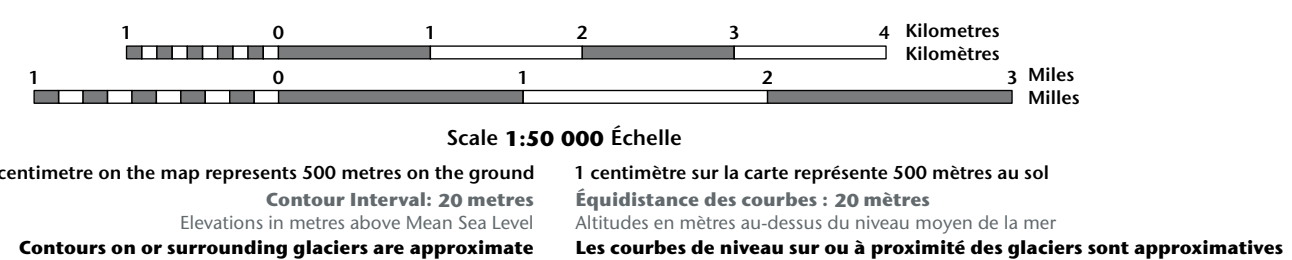 1 0 1 2 3 4 Kilometres
Kilomètres
1 0 1 2 3 Miles
Milles
Scale 1:50 000 Échelle
centimetre on the map represents 500 metres on the ground
1 centimètre sur la carte représente 500 mètres au sol
Contour Interval: 20 metres
Équidistance des courbes : 20 mètres
Elevations in metres above Mean Sea Level
Altitudes en mètres au-dessus du niveau moyen de la mer
Contours on or surrounding glaciers are approximate
Les courbes de niveau sur ou à proximité des glaciers sont approximatives